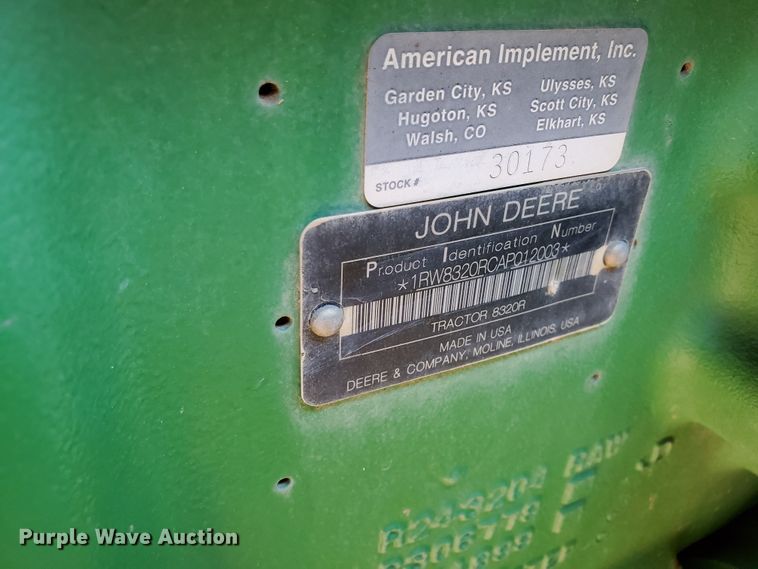 American Implement, Inc.
Garden City, KS Ulysses, KS
Hugoton, KS Scott City, KS
Walsh, CO Elkhart, KS
STOCK # 30173
JOHN DEERE
Product Identification Number
*1RW8320RCAP012003*
TRACTOR 8320R
MADE IN USA
DEERE & COMPANY, MOLINE, ILLINOIS, USA
Purple Wave Auction